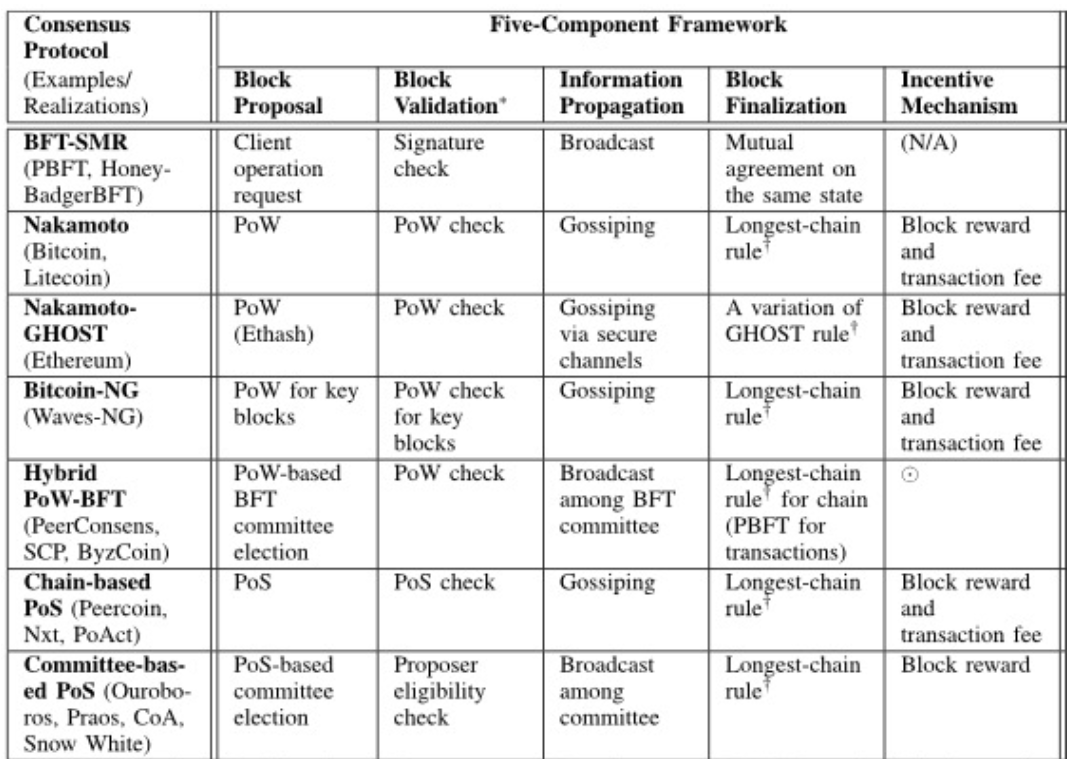 Consensus Protocol (Examples/ Realizations) | Five-Component Framework
Block Proposal | Block Validation* | Information Propagation | Block Finalization | Incentive Mechanism
BFT-SMR (PBFT, Honey-BadgerBFT) | Client operation request | Signature check | Broadcast | Mutual agreement on the same state | (N/A)
Nakamoto (Bitcoin, Litecoin) | PoW | PoW check | Gossiping | Longest-chain rule† | Block reward and transaction fee
Nakamoto-GHOST (Ethereum) | PoW (Ethash) | PoW check | Gossiping via secure channels | A variation of GHOST rule† | Block reward and transaction fee
Bitcoin-NG (Waves-NG) | PoW for key blocks | PoW check for key blocks | Gossiping | Longest-chain rule† | Block reward and transaction fee
Hybrid PoW-BFT (PeerConsens, SCP, ByzCoin) | PoW-based BFT committee election | PoW check | Broadcast among BFT committee | Longest-chain rule† for chain (PBFT for transactions) | ⊙
Chain-based PoS (Peercoin, Nxt, PoAct) | PoS | PoS check | Gossiping | Longest-chain rule† | Block reward and transaction fee
Committee-bas-ed PoS (Ourobo-ros, Praos, CoA, Snow White) | PoS-based committee election | Proposer eligibility check | Broadcast among committee | Longest-chain rule† | Block reward